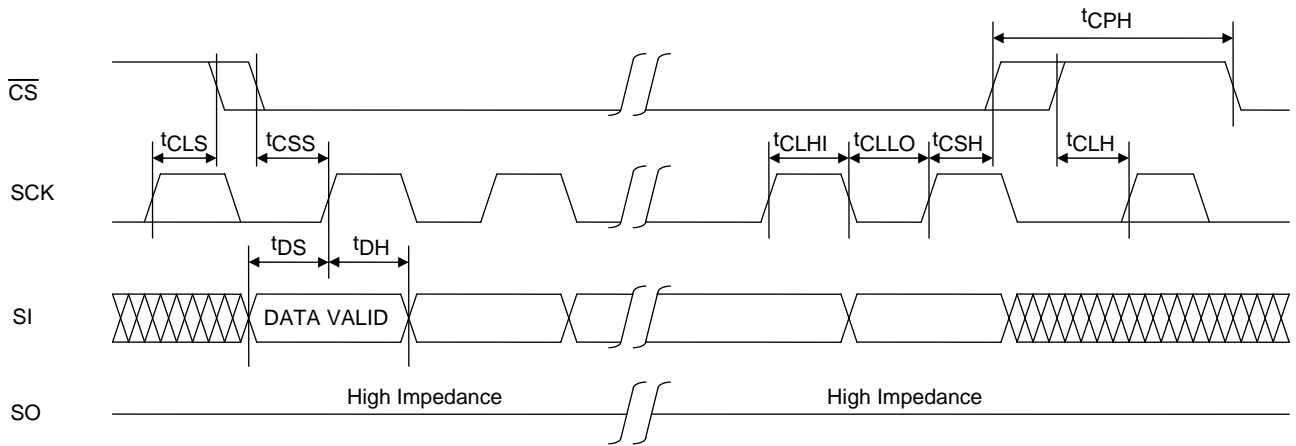 tCPH
CS
tCLS
tCSS
tCLHI
tCLLO
tCSH
tCLH
SCK
tDS
tDH
SI
DATA VALID
High Impedance
High Impedance
SO